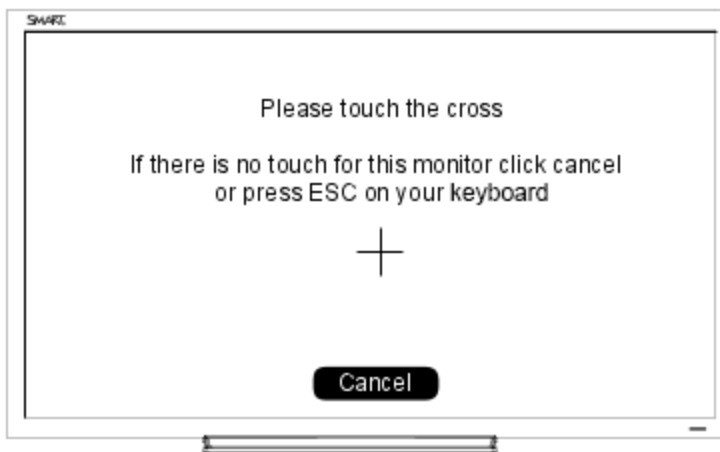 SMART
Please touch the cross
If there is no touch for this monitor click cancel
or press ESC on your keyboard
Cancel